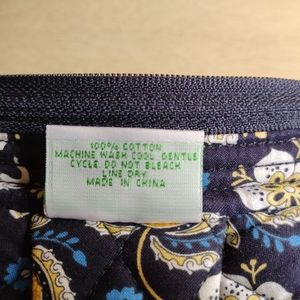 100% COTTON
MACHINE WASH COOL. GENTLE
CYCLE. DO NOT BLEACH
LINE DRY
MADE IN CHINA